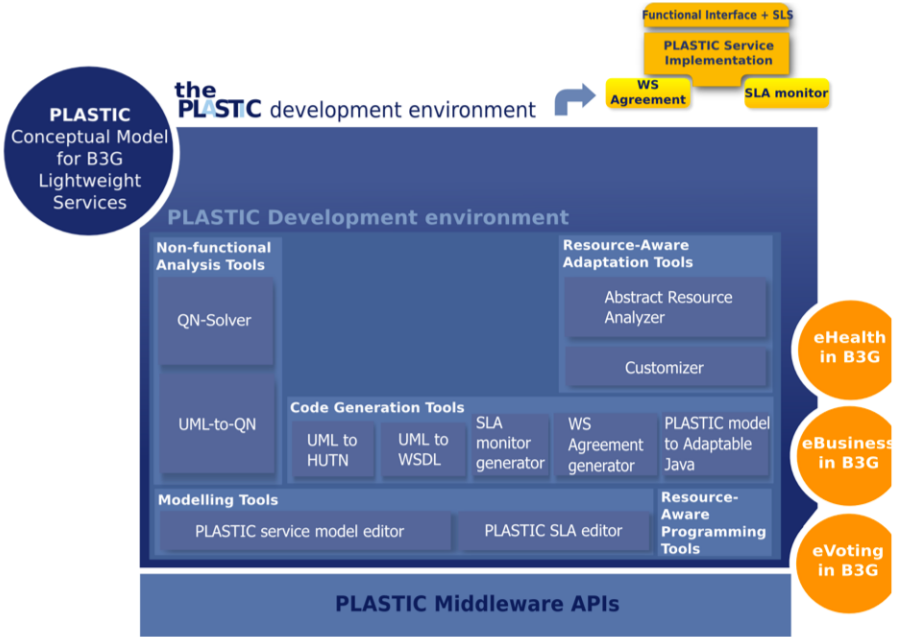 Functional Interface + SLS
PLASTIC Service
Implementation
WS
Agreement
SLA monitor
the
PLASTIC development environment
PLASTIC
Conceptual Model
for B3G
Lightweight
Services
PLASTIC Development environment
Non-functional
Analysis Tools
QN-Solver
UML-to-QN
Resource-Aware
Adaptation Tools
Abstract Resource
Analyzer
Customizer
Code Generation Tools
UML to
HUTN
UML to
WSDL
SLA
monitor
generator
WS
Agreement
generator
PLASTIC model
to Adaptable
Java
Modelling Tools
PLASTIC service model editor
PLASTIC SLA editor
Resource-
Aware
Programming
Tools
eHealth
in B3G
eBusiness
in B3G
eVoting
in B3G
PLASTIC Middleware APIs